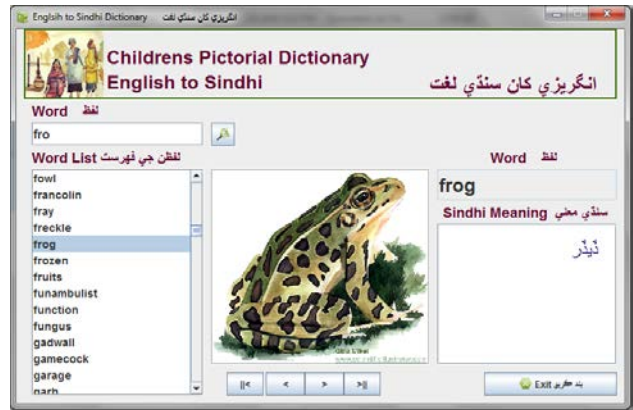 Englsih to Sindhi Dictionary انگريزي کان سنڌي لغت
Childrens Pictorial Dictionary
English to Sindhi
انگريزي کان سنڌي لغت
Word لفظ
fro
Word List لفظن جي فهرست
fowl
francolin
fray
freckle
frog
frozen
fruits
funambulist
function
fungus
gadwall
gamecock
garage
garb
Word لفظ
frog
Sindhi Meaning سنڌي معني
ڏيڏر
||<
<
>
>||
Exit بند ڪريو